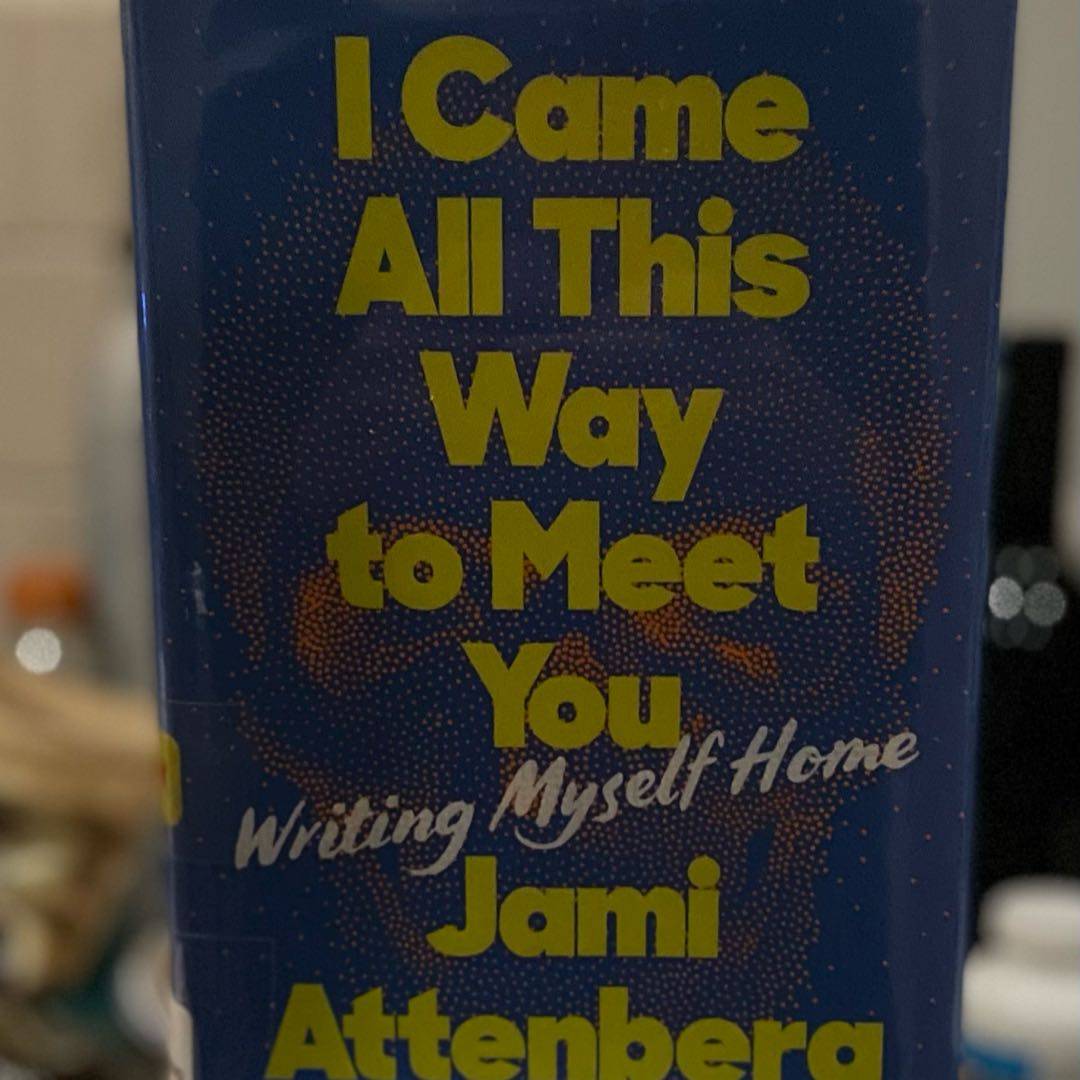 I Came
All This
Way
to Meet
You
Writing Myself Home
Jami
Attenberg